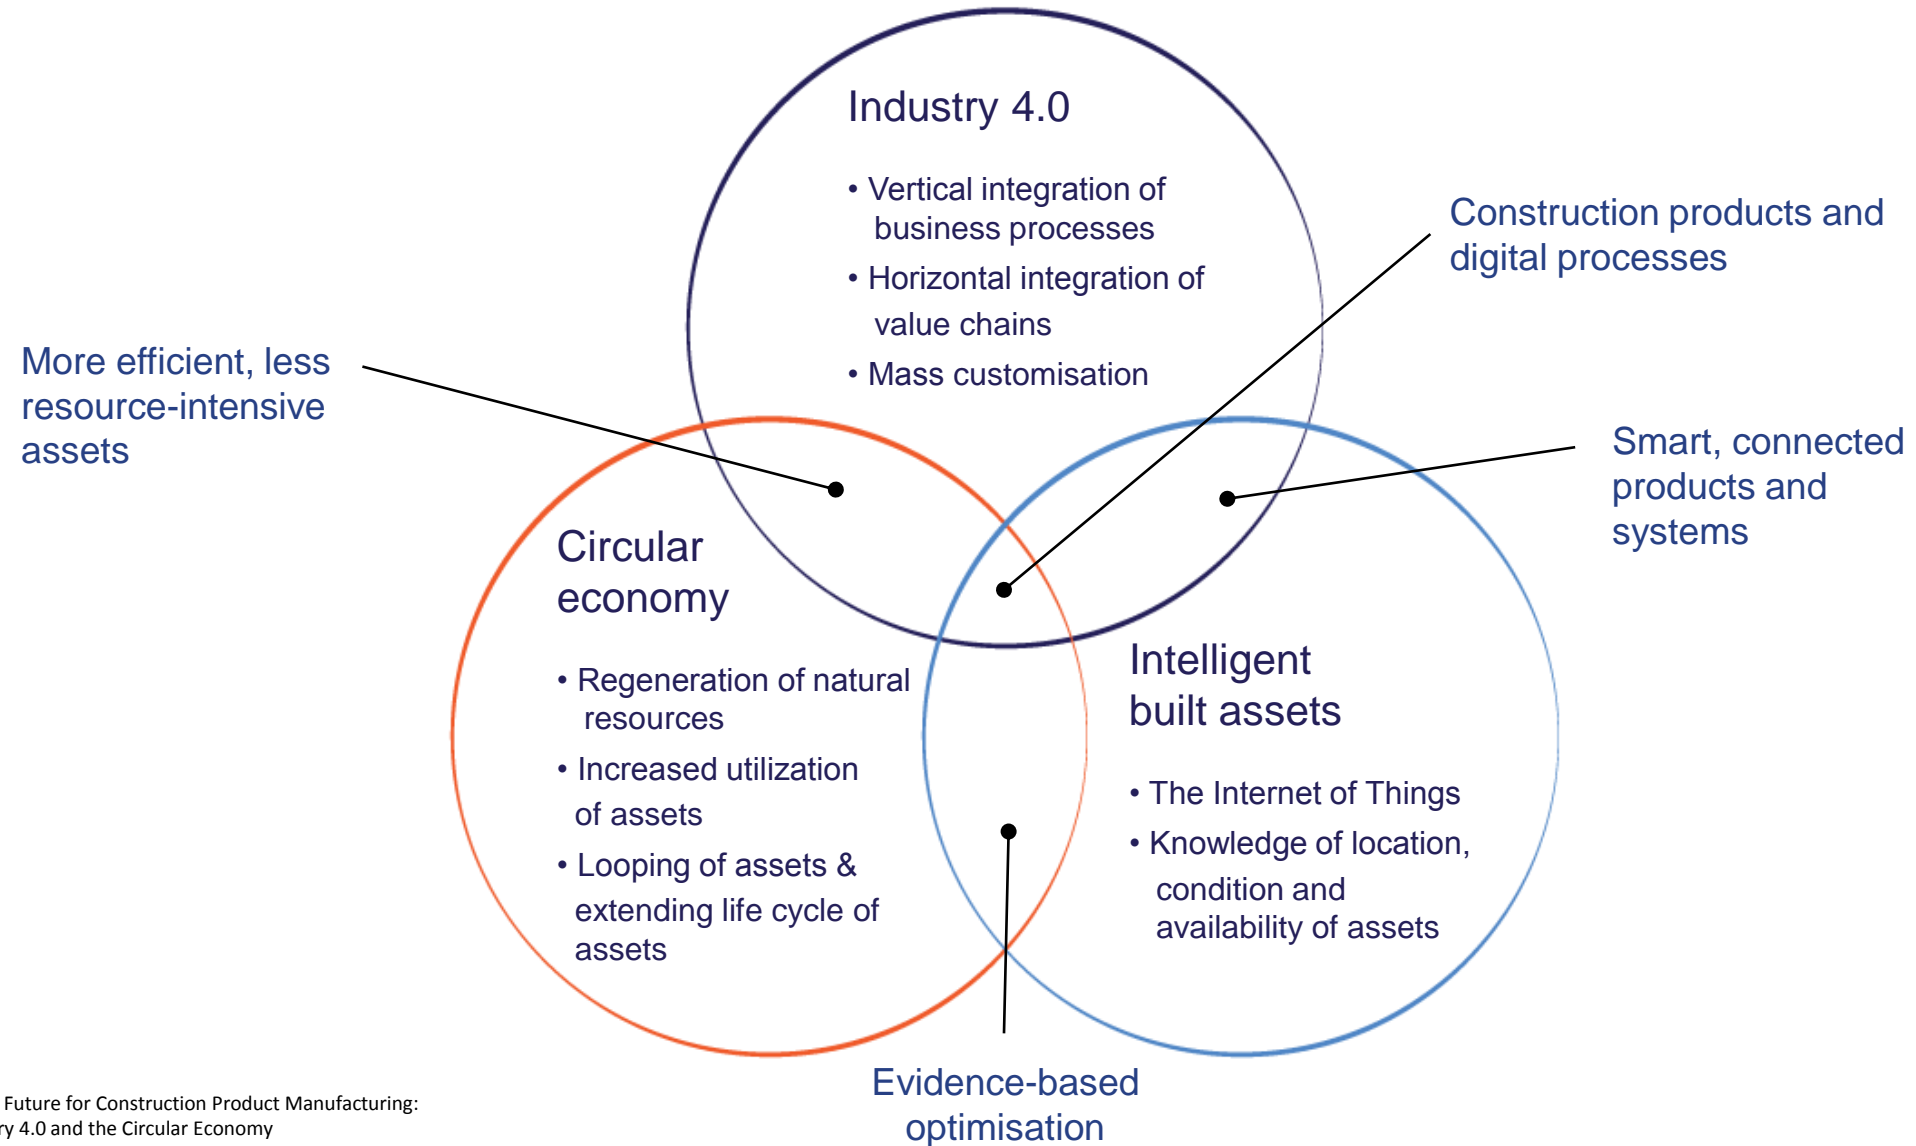 Industry 4.0
• Vertical integration of
business processes
• Horizontal integration of
value chains
• Mass customisation
Construction products and
digital processes
More efficient, less
resource-intensive
assets
Smart, connected
products and
systems
Circular
economy
• Regeneration of natural
resources
• Increased utilization
of assets
• Looping of assets &
extending life cycle of
assets
Intelligent
built assets
• The Internet of Things
• Knowledge of location,
condition and
availability of assets
Evidence-based
optimisation
Future for Construction Product Manufacturing:
4.0 and the Circular Economy